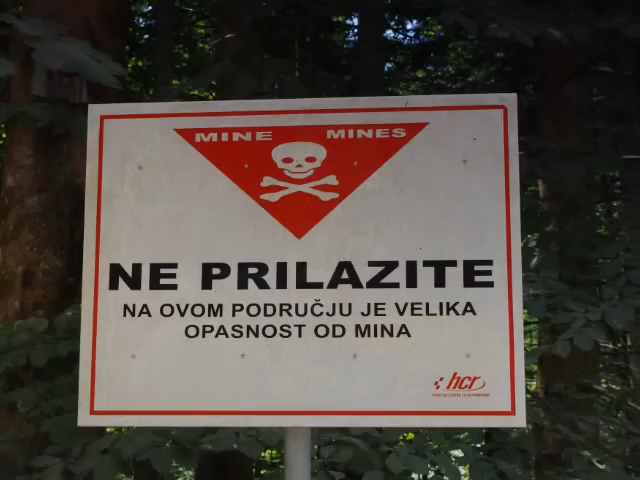 MINE MINES
NE PRILAZITE
NA OVOM PODRUČJU JE VELIKA
OPASNOST OD MINA
hcr